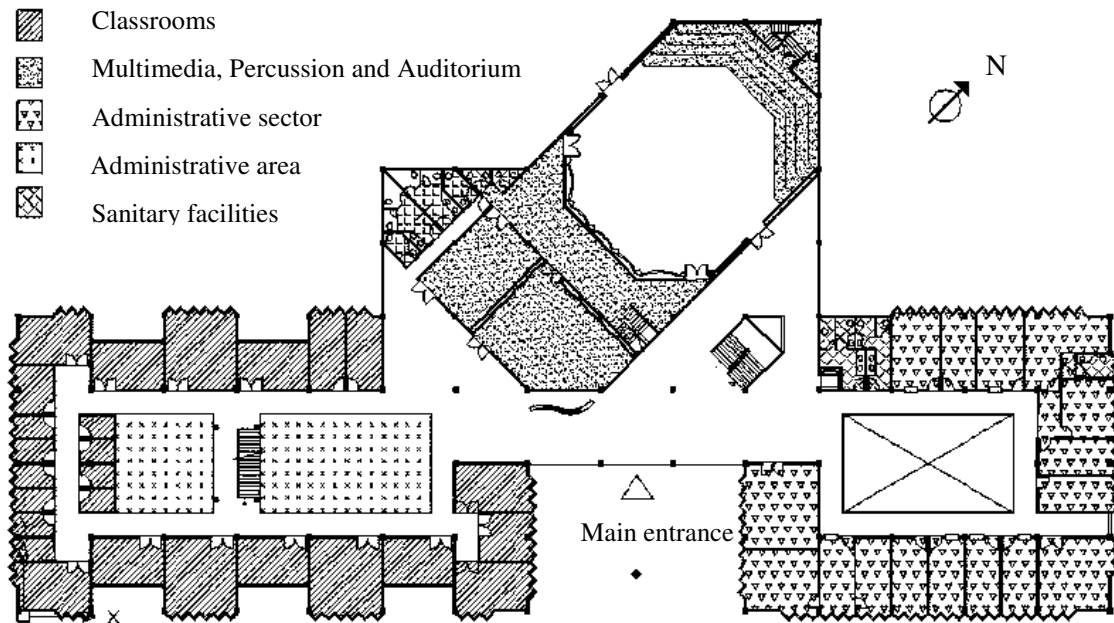 Classrooms
Multimedia, Percussion and Auditorium
Administrative sector
Administrative area
Sanitary facilities
N
Main entrance